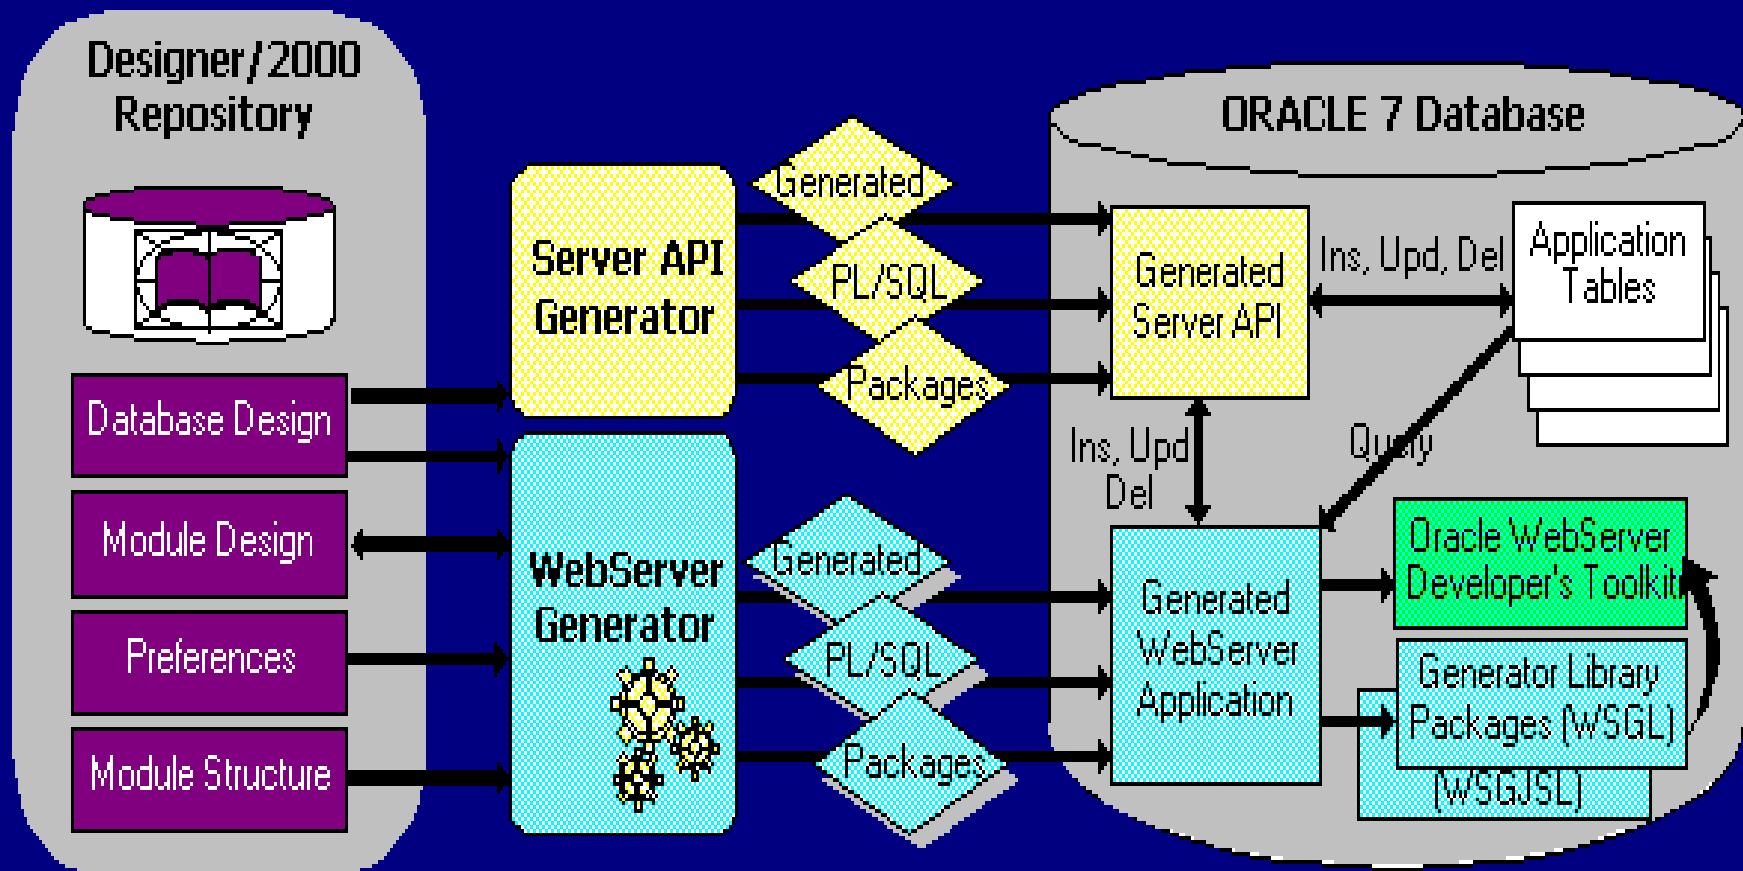 Designer/2000
Repository
Database Design
Module Design
Preferences
Module Structure
Server API
Generator
WebServer
Generator
Generated
PL/SQL
Packages
Generated
PL/SQL
Packages
ORACLE 7 Database
Generated
Server API
Ins, Upd, Del
Application
Tables
Ins, Upd
Del
Query
Generated
WebServer
Application
Oracle WebServer
Developer's Toolkit
Generator Library
Packages (WSGL)
(WSGJSL)